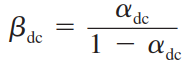 β_dc = α_dc / (1 − α_dc)